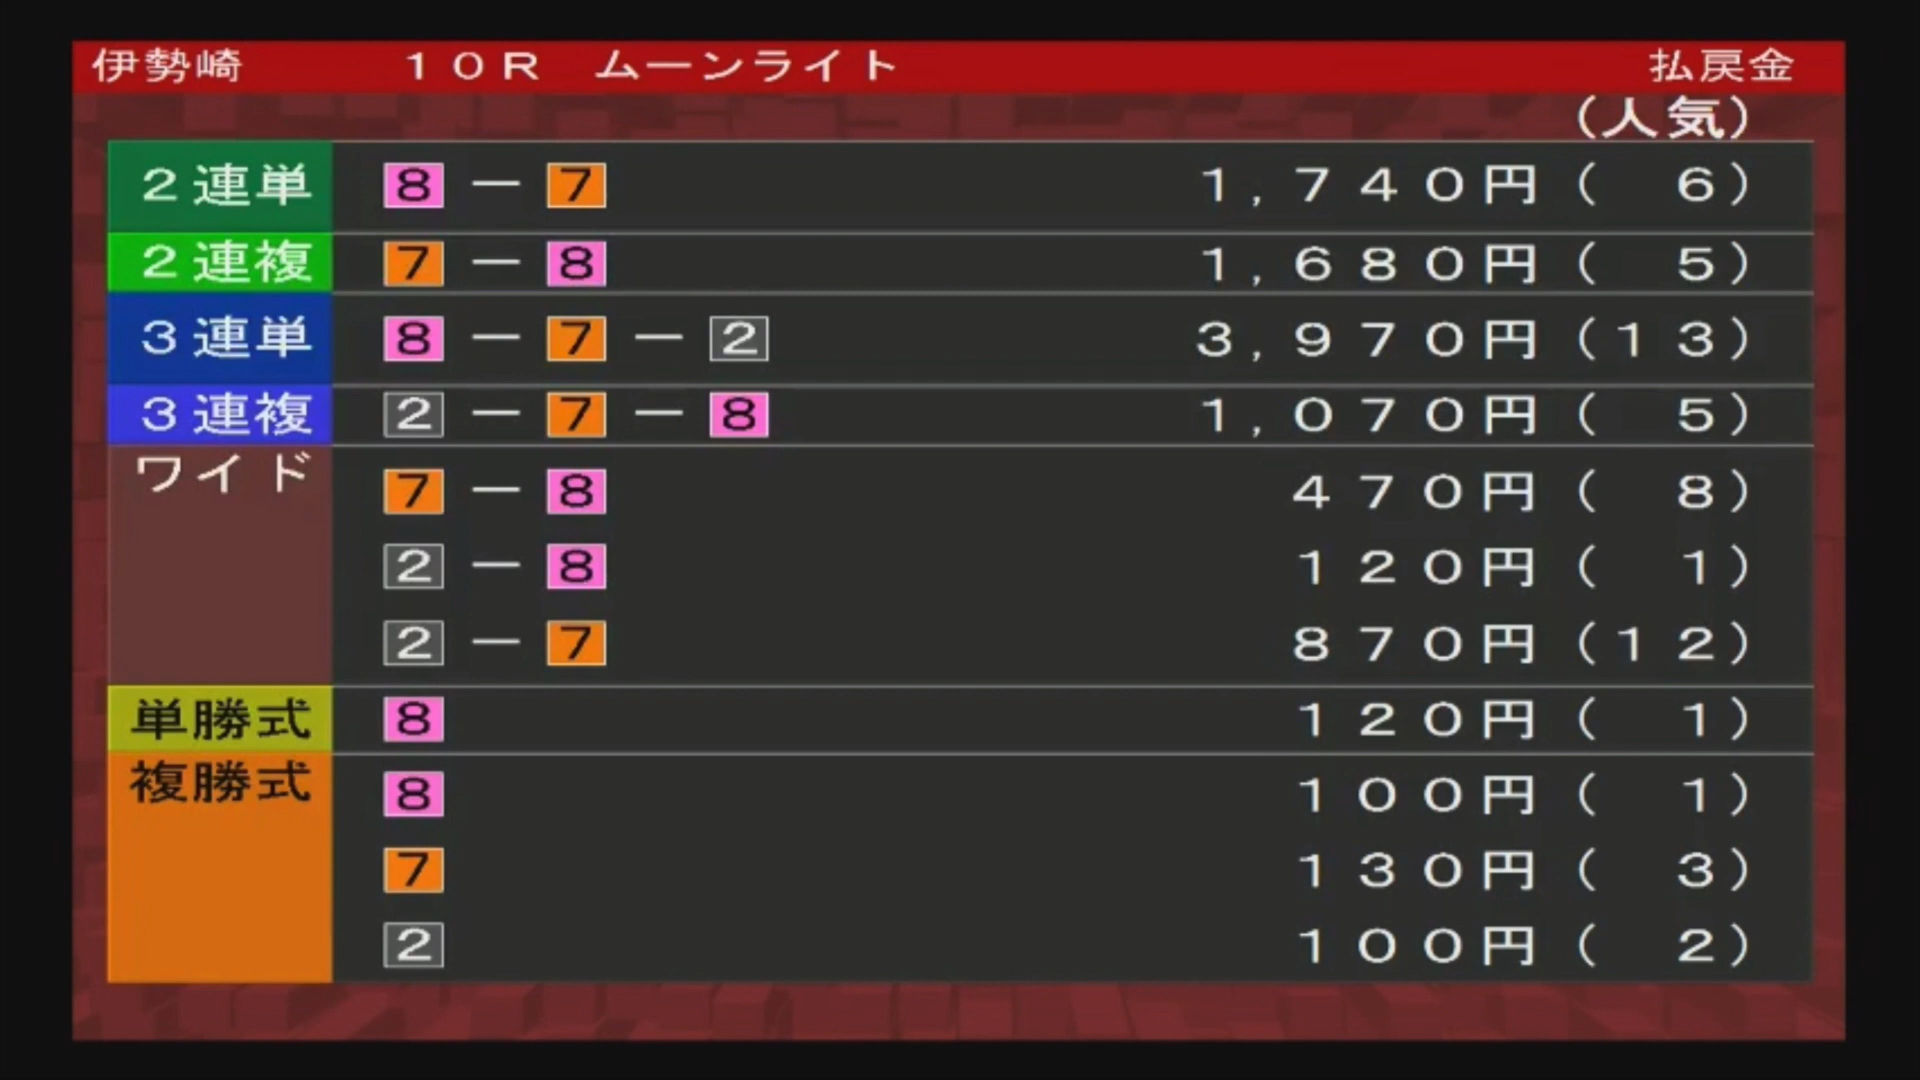 伊勢崎 10R ムーンライト 払戻金
(人気)
2連単 8 — 7 1,740円( 6)
2連複 7 — 8 1,680円( 5)
3連単 8 — 7 — 2 3,970円(13)
3連複 2 — 7 — 8 1,070円( 5)
ワイド 7 — 8 470円( 8)
2 — 8 120円( 1)
2 — 7 870円(12)
単勝式 8 120円( 1)
複勝式 8 100円( 1)
7 130円( 3)
2 100円( 2)